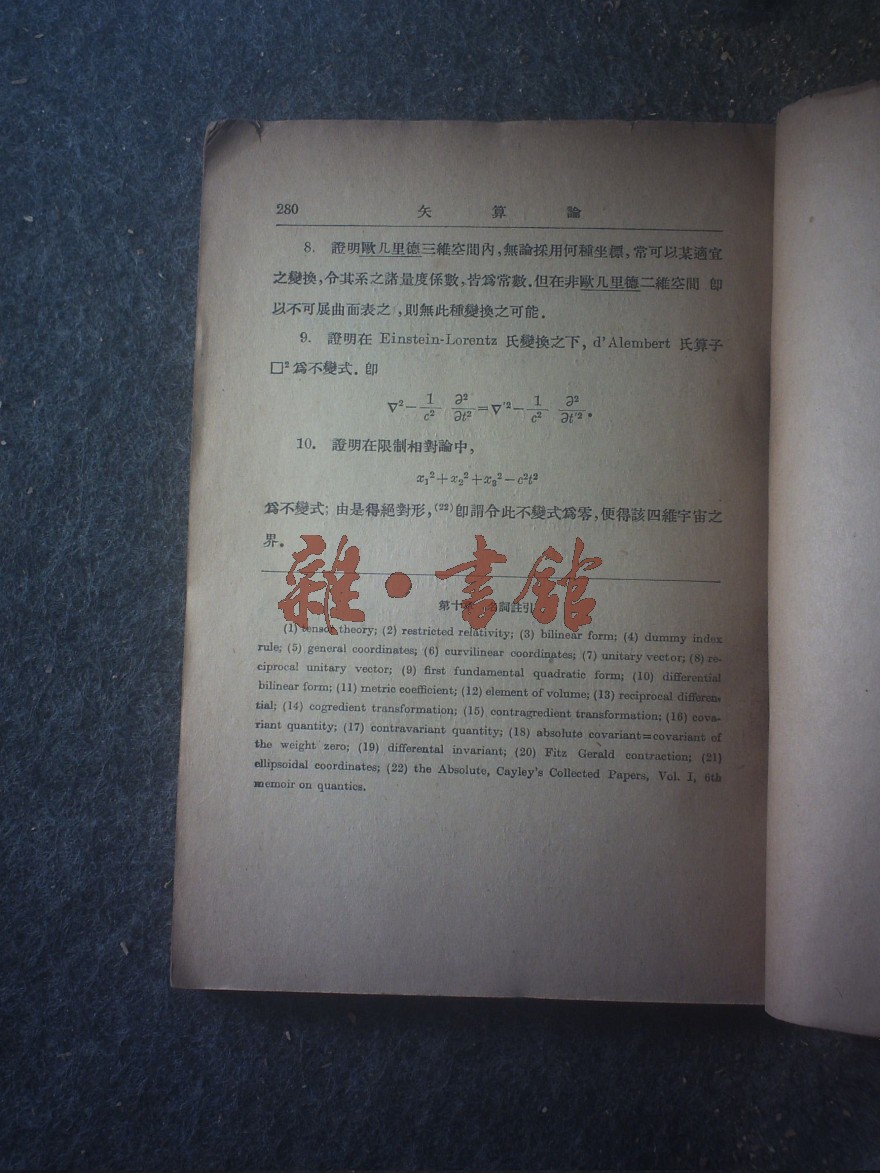 280 矢算論
8. 證明歐几里德三維空間內,無論採用何種坐標,常可以某適宜
之變換,令其系之諸量度係數,皆爲常數.但在非歐几里德二維空間 卽
以不可展曲面表之 ,則無此種變換之可能.
9. 證明在 Einstein-Lorentz 氏變換之下, d'Alembert 氏算子
□² 爲不變式. 卽
∇² − 1/c² ∂²/∂t² = ∇'² − 1/c² ∂²/∂t'² .
10. 證明在限制相對論中,
x₁² + x₂² + x₃² − c²t²
爲不變式; 由是得絕對形,⁽²²⁾ 卽謂令此不變式爲零,便得該四維宇宙之
界.
雜·書舘
第十 名詞註引
(1) tensor theory; (2) restricted relativity; (3) bilinear form; (4) dummy index
rule; (5) general coordinates; (6) curvilinear coordinates; (7) unitary vector; (8) re-
ciprocal unitary vector; (9) first fundamental quadratic form; (10) differential
bilinear form; (11) metric coefficient; (12) element of volume; (13) reciprocal differen-
tial; (14) cogredient transformation; (15) contragredient transformation; (16) cova-
riant quantity; (17) contravariant quantity; (18) absolute covariant=covariant of
the weight zero; (19) differental invariant; (20) Fitz Gerald contraction; (21)
ellipsoidal coordinates; (22) the Absolute, Cayley's Collected Papers, Vol. I, 6th
memoir on quantics.